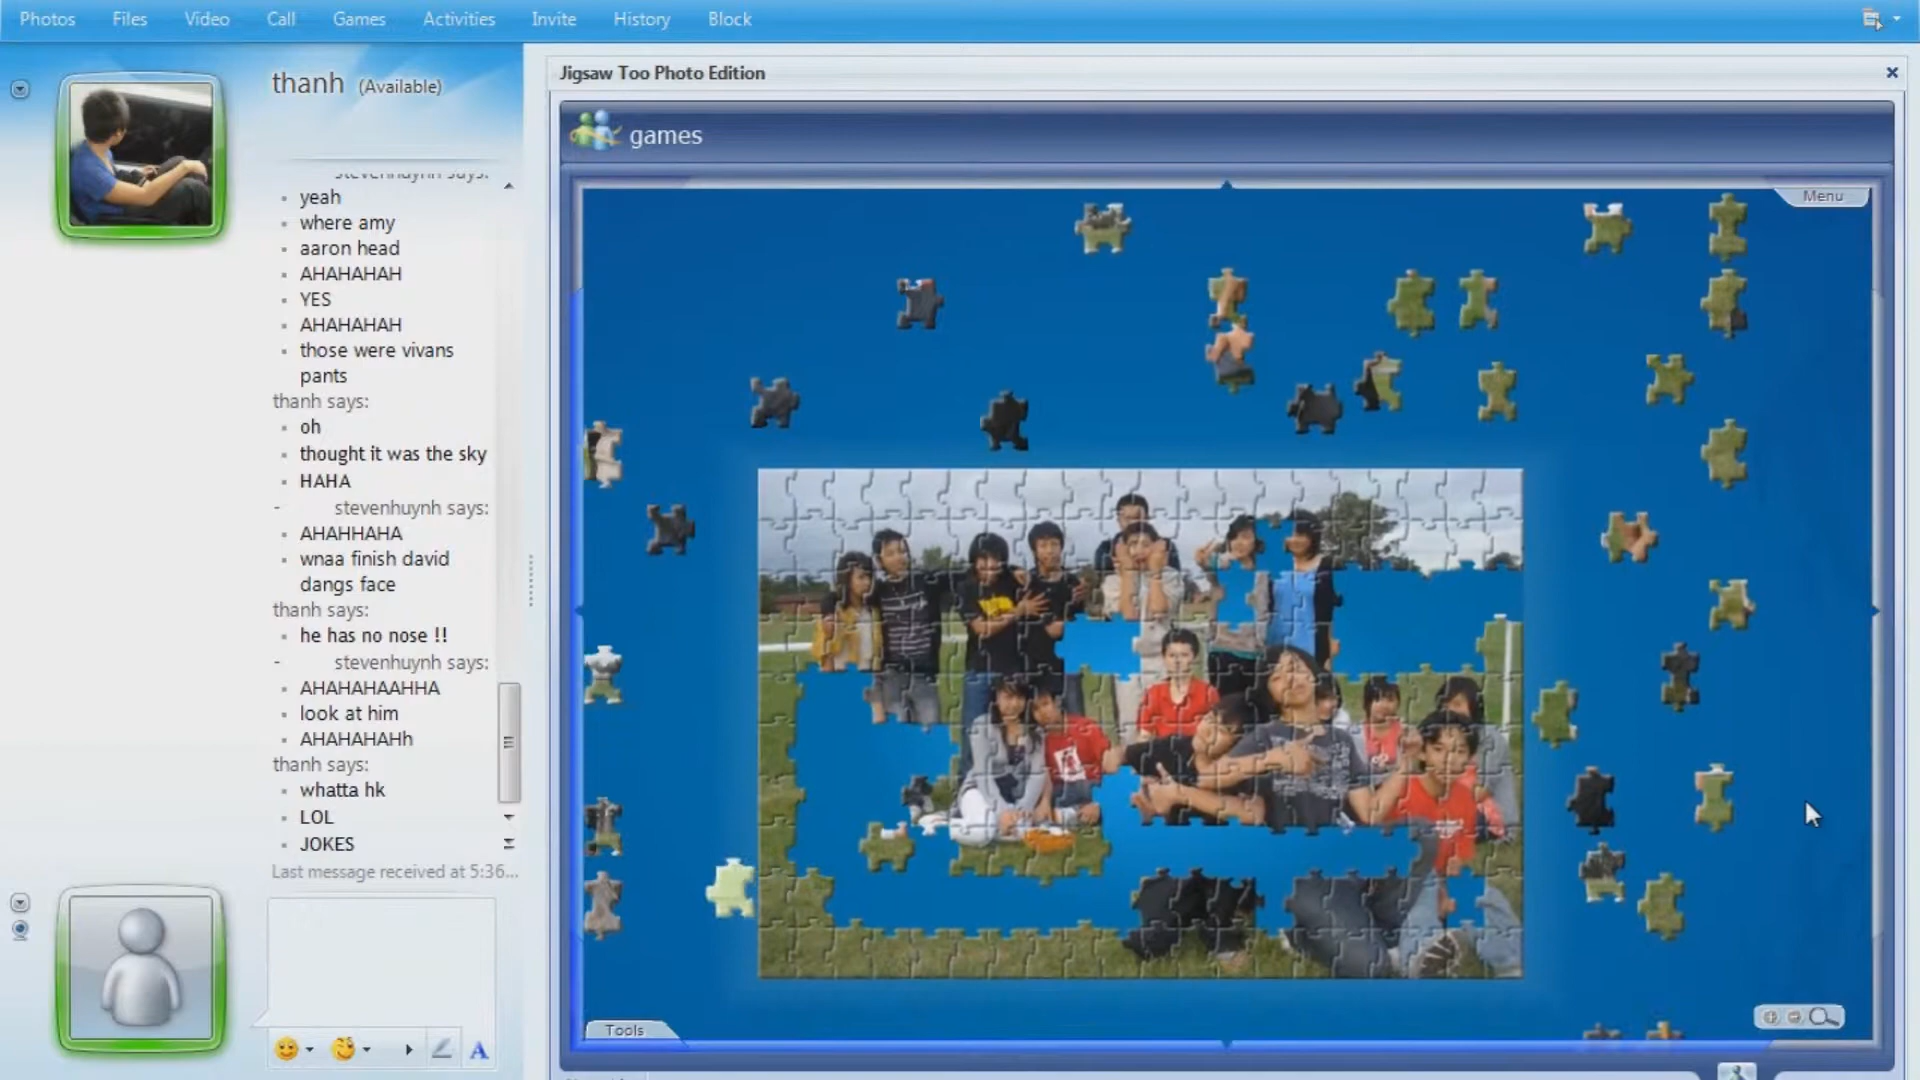 Photos Files Video Call Games Activities Invite History Block
thanh (Available)
stevenhuynh says:
yeah
where amy
aaron head
AHAHAHAH
YES
AHAHAHAH
those were vivans
pants
thanh says:
oh
thought it was the sky
HAHA
- stevenhuynh says:
AHAHHAHA
wnaa finish david
dangs face
thanh says:
he has no nose !!
- stevenhuynh says:
AHAHAHAAHHA
look at him
AHAHAHAHh
thanh says:
whatta hk
LOL
JOKES
Last message received at 5:36...
A
Jigsaw Too Photo Edition
games
Menu
Tools